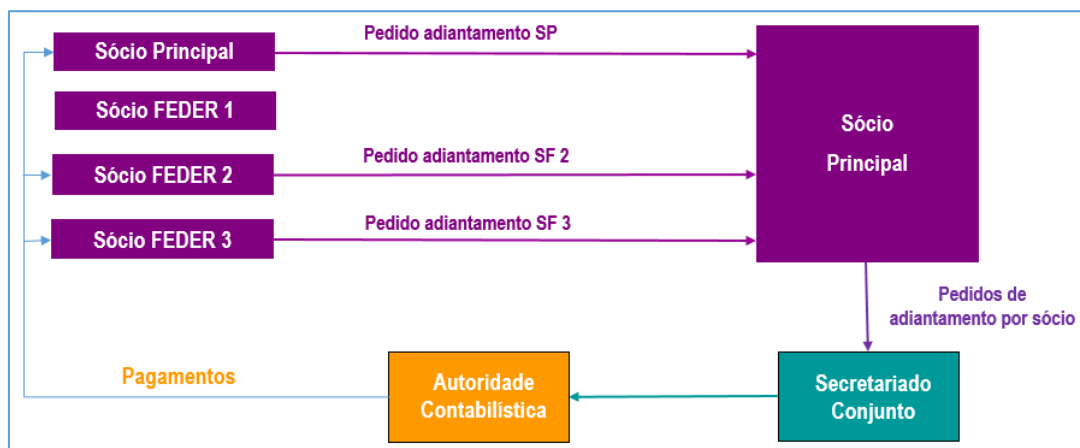 Sócio Principal
Pedido adiantamento SP
Sócio FEDER 1
Sócio FEDER 2
Pedido adiantamento SF 2
Sócio FEDER 3
Pedido adiantamento SF 3
Sócio
Principal
Pedidos de
adiantamento por sócio
Pagamentos
Autoridade
Contabilística
Secretariado
Conjunto